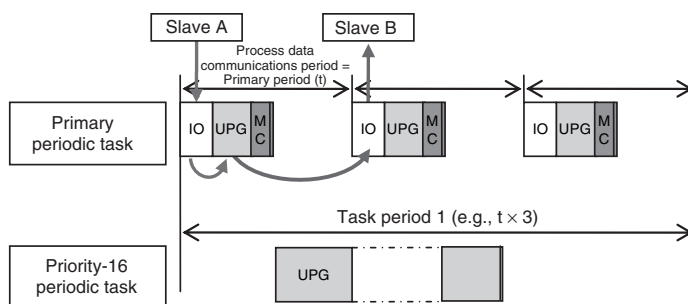 Slave A
Slave B
Process data
communications period =
Primary period (t)
Primary
periodic task
IO
UPG
M
C
IO
UPG
M
C
IO
UPG
M
C
Task period 1 (e.g., t × 3)
Priority-16
periodic task
UPG